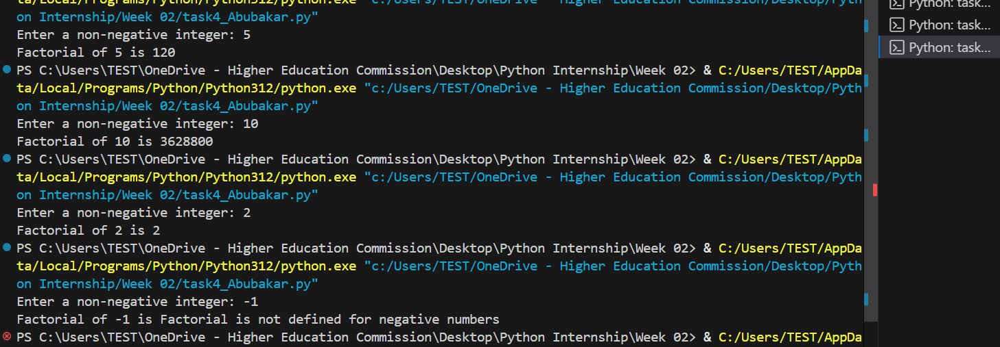 ta/Local/Programs/Python/Python312/python.exe "c:/Users/TEST/OneDrive - Higher Education Commission/Desktop/Pyth
on Internship/Week 02/task4_Abubakar.py"
Enter a non-negative integer: 5
Factorial of 5 is 120
PS C:\Users\TEST\OneDrive - Higher Education Commission\Desktop\Python Internship\Week 02> & C:/Users/TEST/AppDa
ta/Local/Programs/Python/Python312/python.exe "c:/Users/TEST/OneDrive - Higher Education Commission/Desktop/Pyth
on Internship/Week 02/task4_Abubakar.py"
Enter a non-negative integer: 10
Factorial of 10 is 3628800
PS C:\Users\TEST\OneDrive - Higher Education Commission\Desktop\Python Internship\Week 02> & C:/Users/TEST/AppDa
ta/Local/Programs/Python/Python312/python.exe "c:/Users/TEST/OneDrive - Higher Education Commission/Desktop/Pyth
on Internship/Week 02/task4_Abubakar.py"
Enter a non-negative integer: 2
Factorial of 2 is 2
PS C:\Users\TEST\OneDrive - Higher Education Commission\Desktop\Python Internship\Week 02> & C:/Users/TEST/AppDa
ta/Local/Programs/Python/Python312/python.exe "c:/Users/TEST/OneDrive - Higher Education Commission/Desktop/Pyth
on Internship/Week 02/task4_Abubakar.py"
Enter a non-negative integer: -1
Factorial of -1 is Factorial is not defined for negative numbers
PS C:\Users\TEST\OneDrive - Higher Education Commission\Desktop\Python Internship\Week 02> & C:/Users/TEST/AppDa
Python: task...
Python: task...
Python: task...